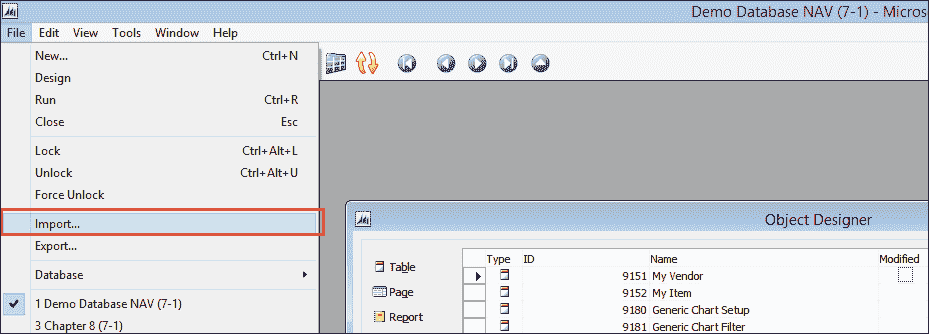 Demo Database NAV (7-1) - Micros
File Edit View Tools Window Help
New... Ctrl+N
Design
Run Ctrl+R
Close Esc
Lock Ctrl+Alt+L
Unlock Ctrl+Alt+U
Force Unlock
Import...
Export...
Database
1 Demo Database NAV (7-1)
3 Chapter 8 (7-1)
Object Designer
Table
Page
Report
Type ID Name Modified
9151 My Vendor
9152 My Item
9180 Generic Chart Setup
9181 Generic Chart Filter